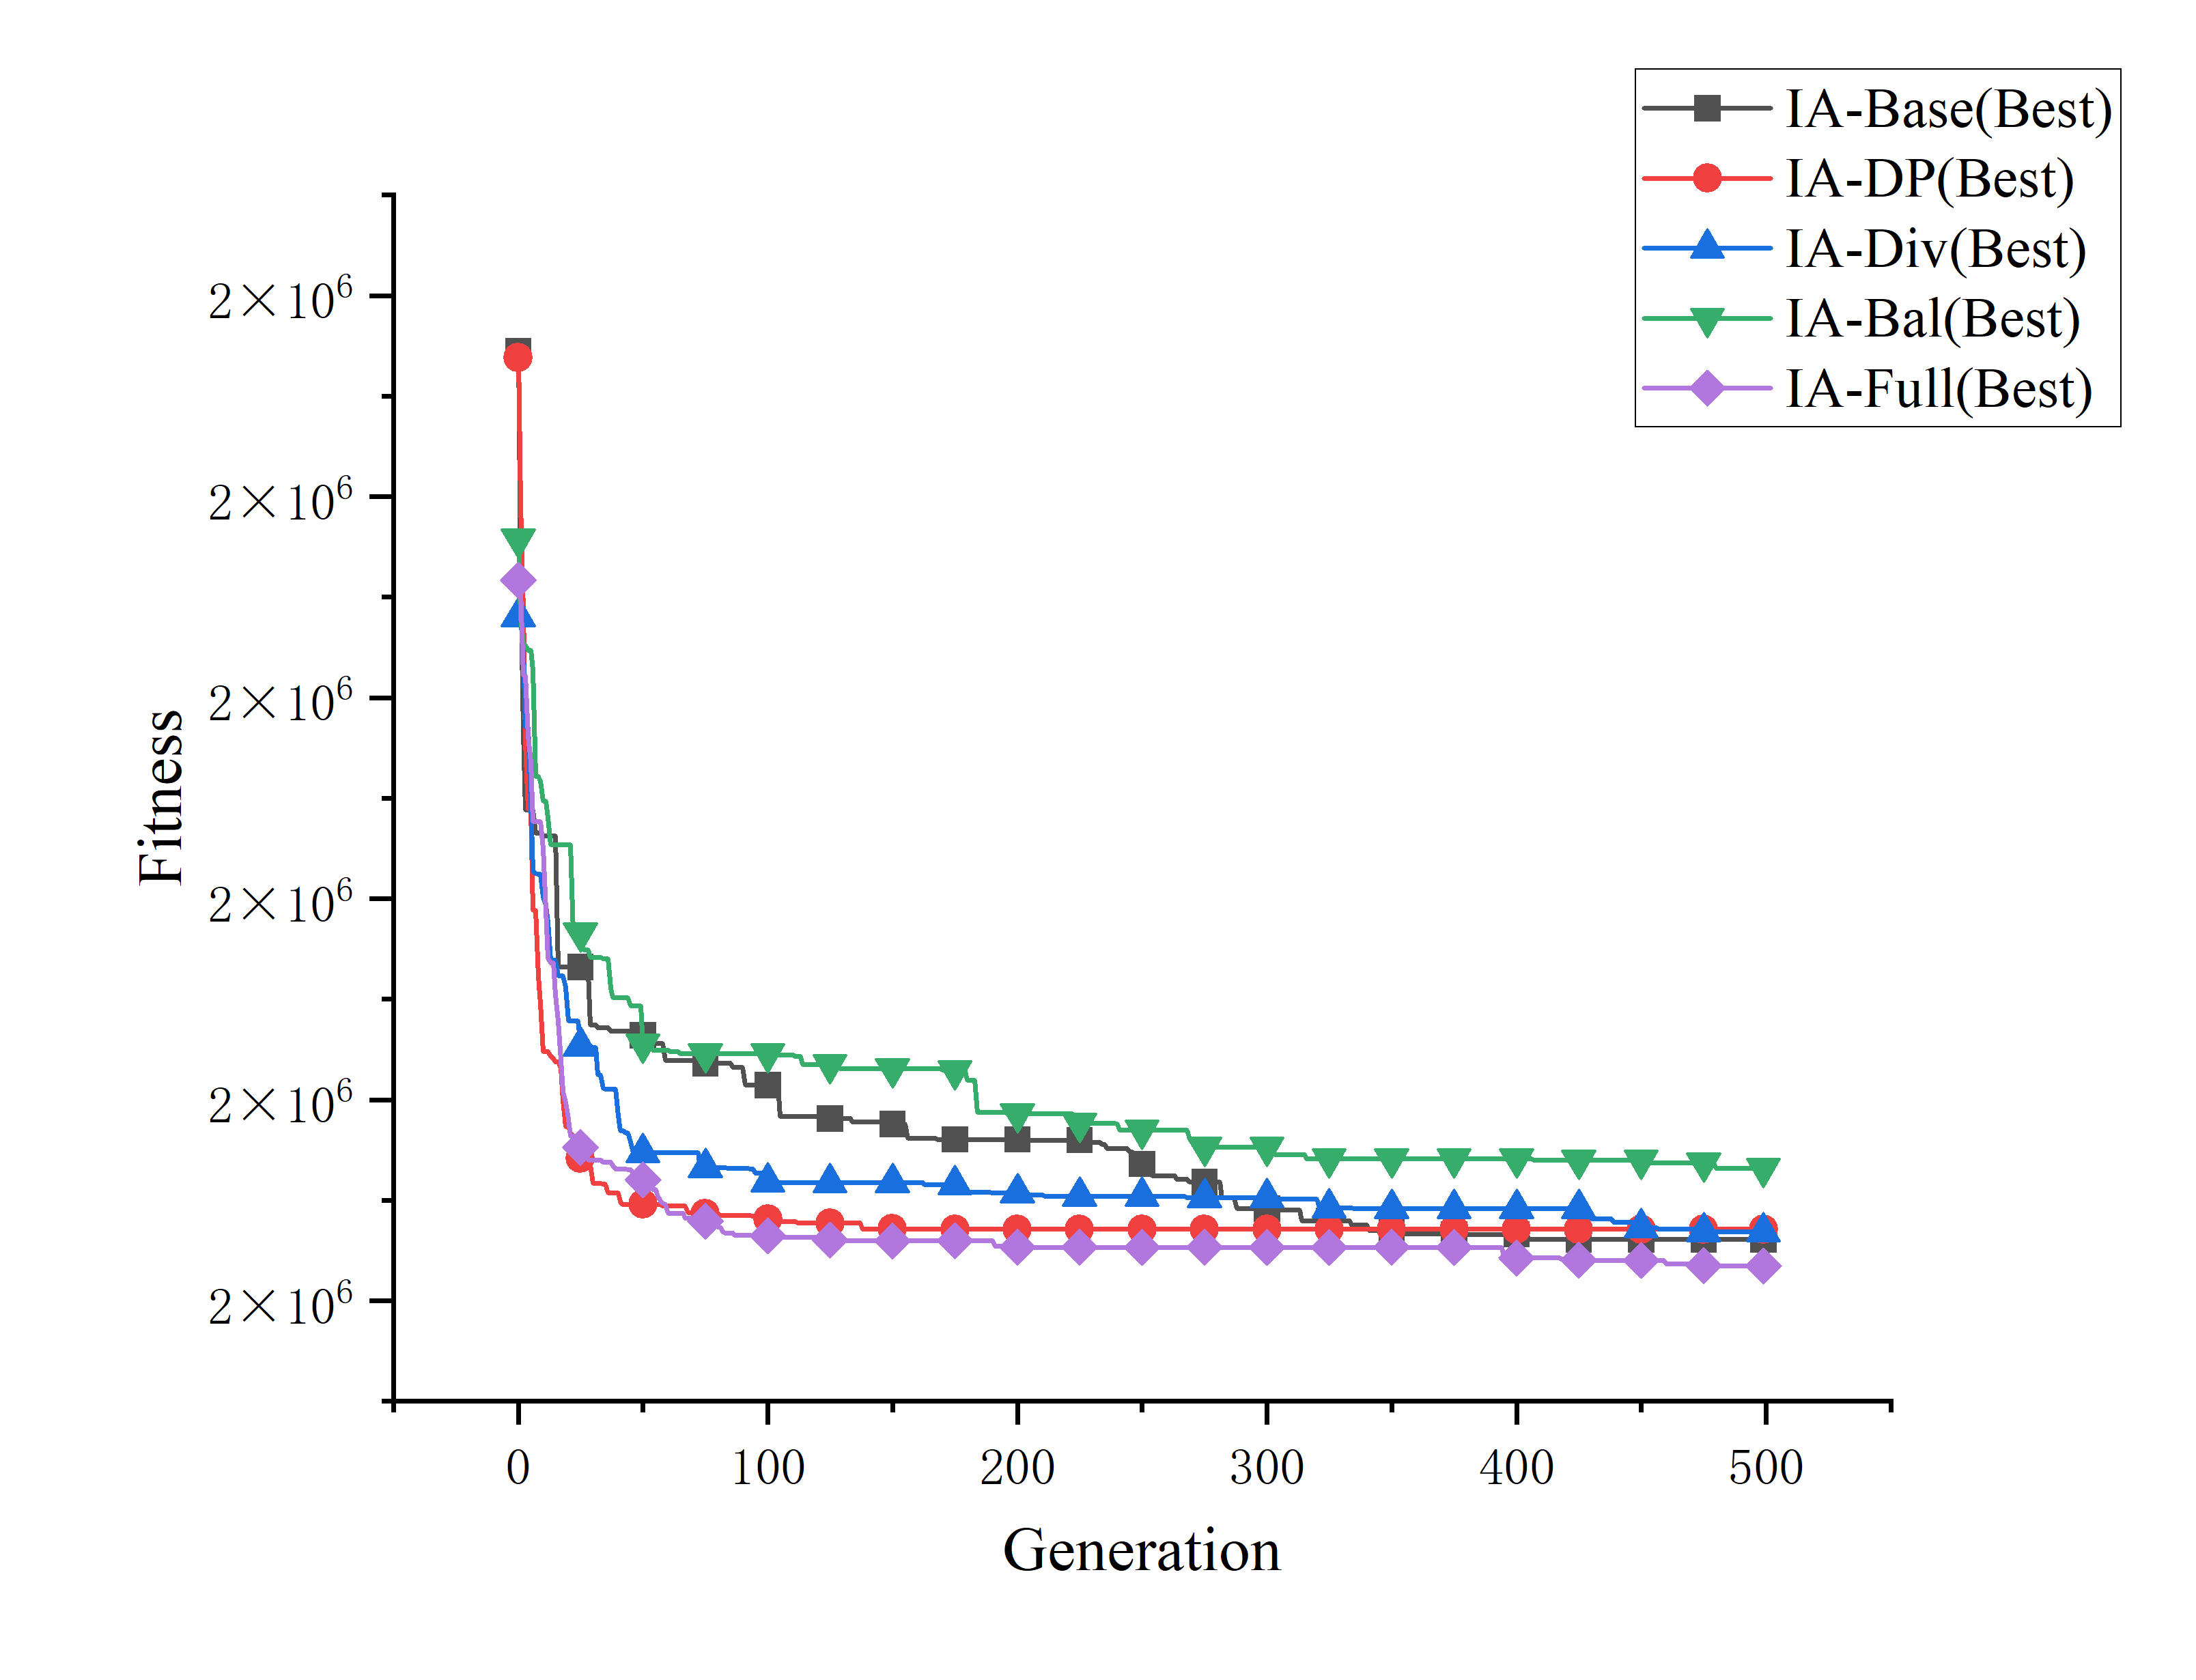 IA-Base(Best)
IA-DP(Best)
IA-Div(Best)
IA-Bal(Best)
IA-Full(Best)
2×10⁶
2×10⁶
2×10⁶
2×10⁶
2×10⁶
2×10⁶
Fitness
0 100 200 300 400 500
Generation